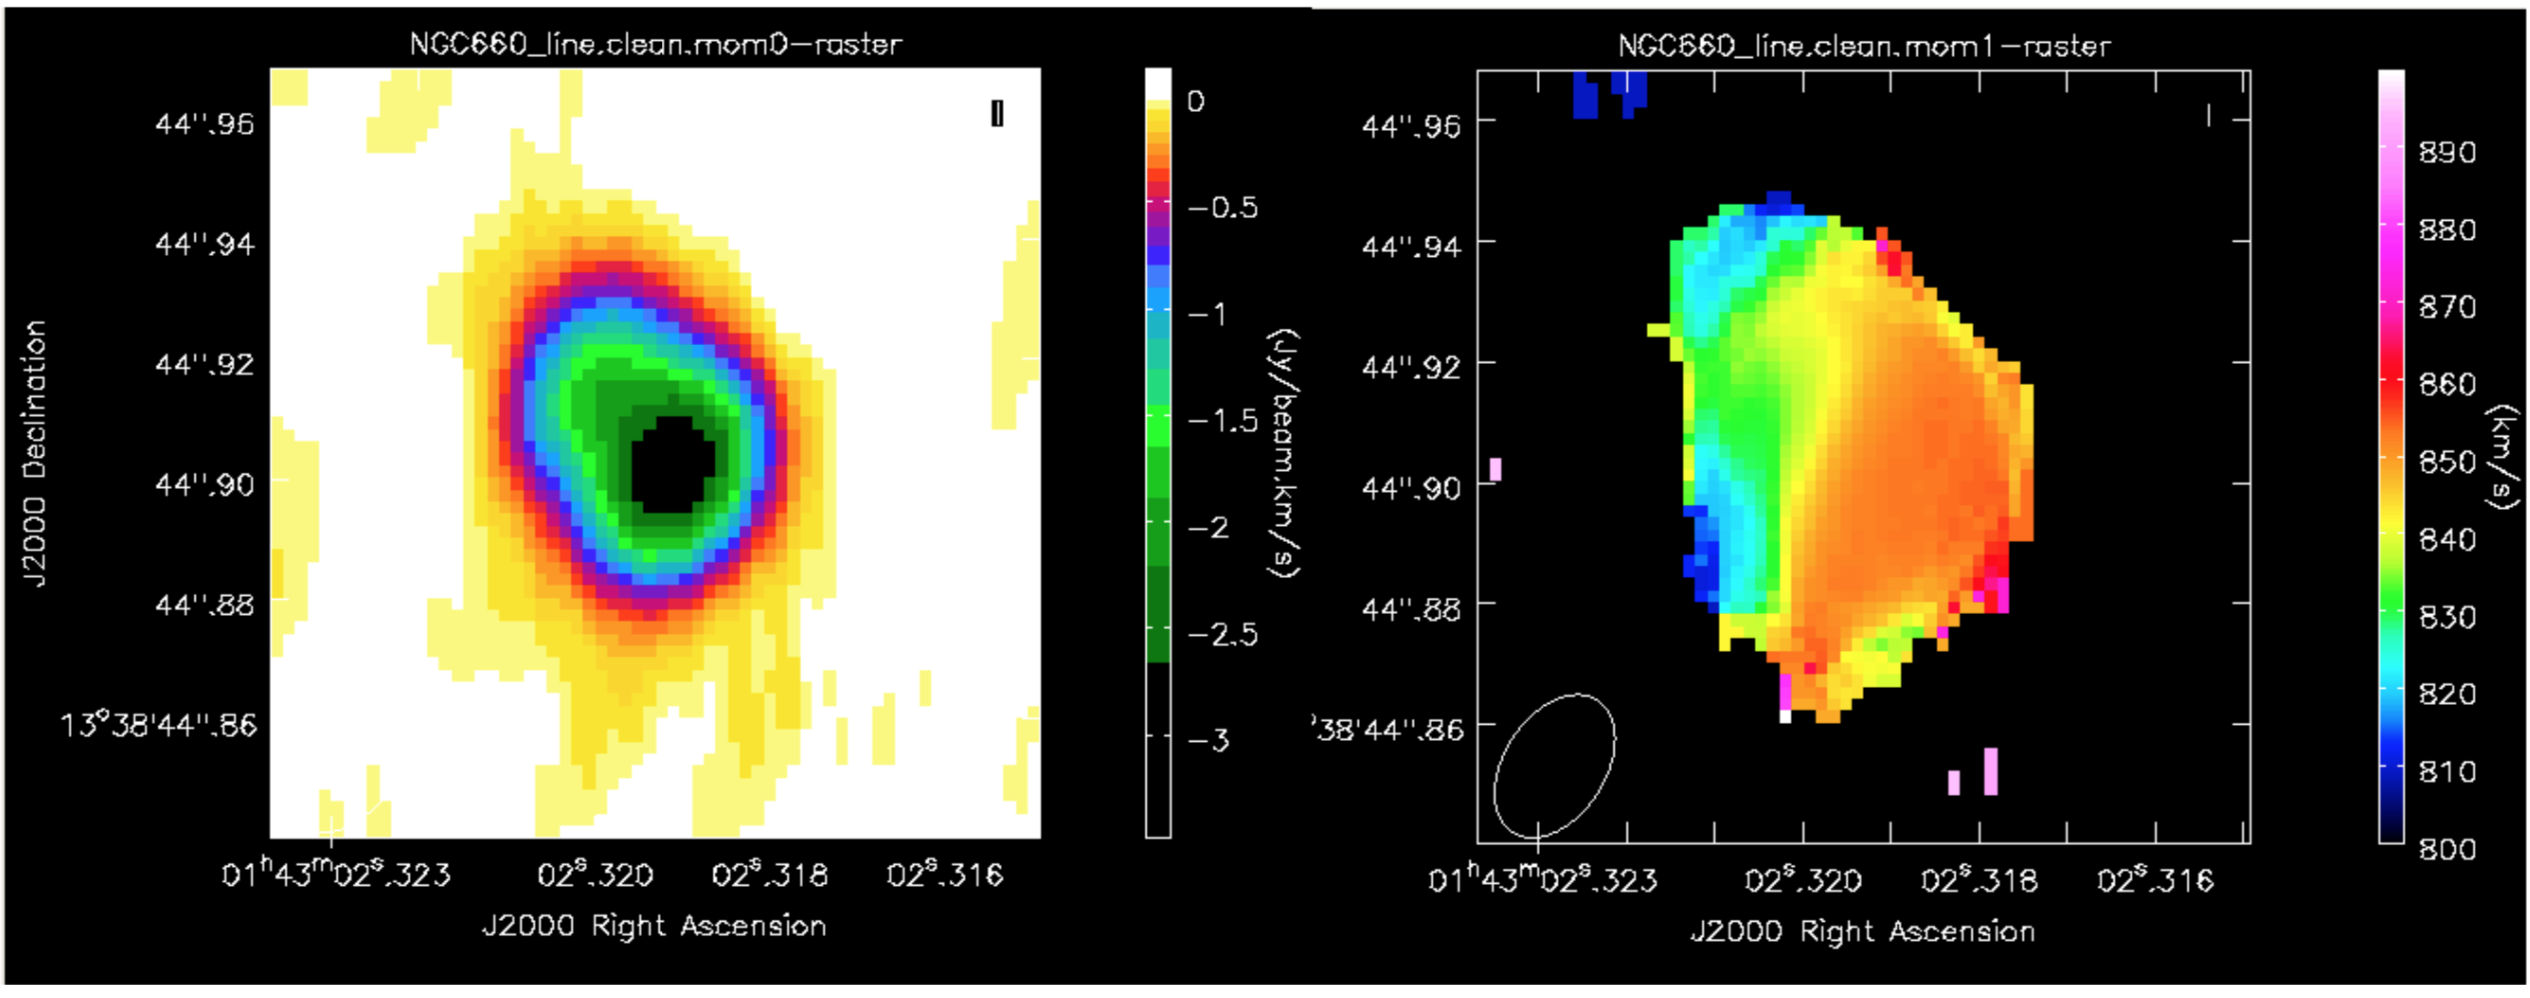 NGC660_line.clean.mom0-raster
44".96
44".94
44".92
44".90
44".88
13°38'44".86
J2000 Declination
01h43m02s.323
02s.320
02s.318
02s.316
J2000 Right Ascension
0
-0.5
-1
-1.5
-2
-2.5
-3
(Jy/beam.km/s)
NGC660_line.clean.mom1-raster
44".96
44".94
44".92
44".90
44".88
38'44".86
01h43m02s.323
02s.320
02s.318
02s.316
J2000 Right Ascension
890
880
870
860
850
840
830
820
810
800
(km/s)